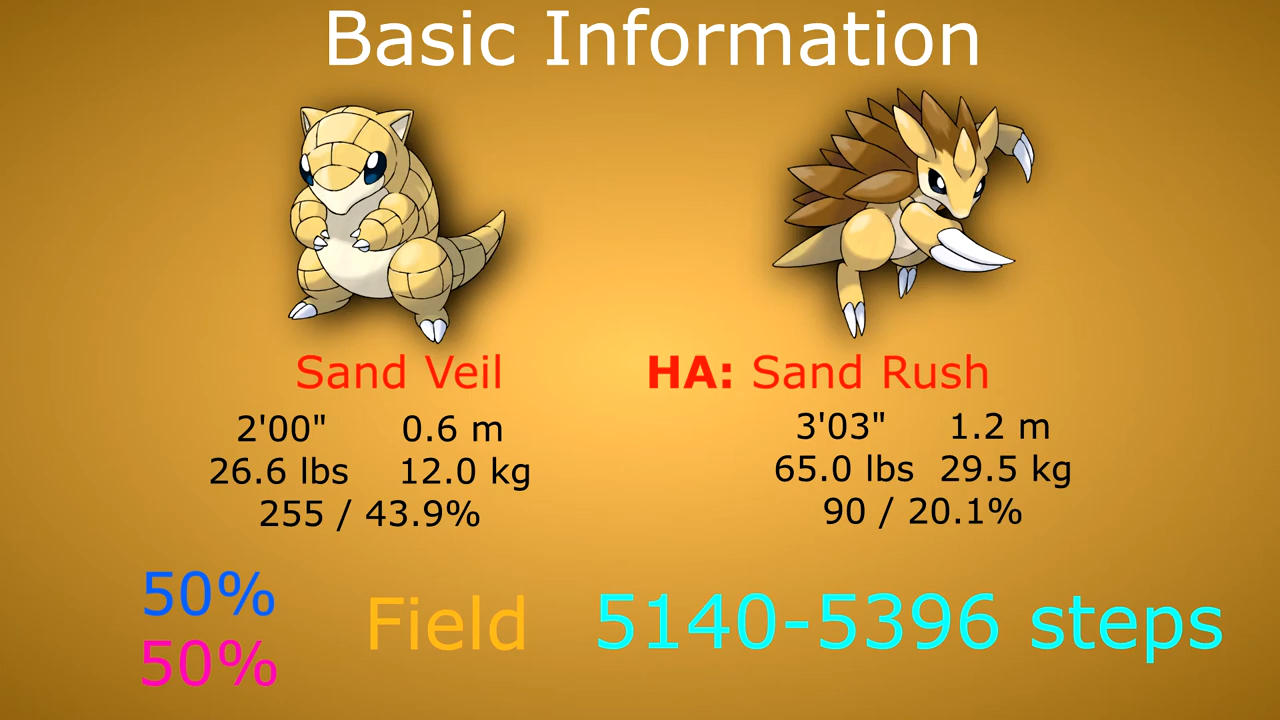 Basic Information
Sand Veil
HA: Sand Rush
2'00" 0.6 m
3'03" 1.2 m
26.6 lbs 12.0 kg
65.0 lbs 29.5 kg
255 / 43.9%
90 / 20.1%
50%
50%
Field
5140-5396 steps